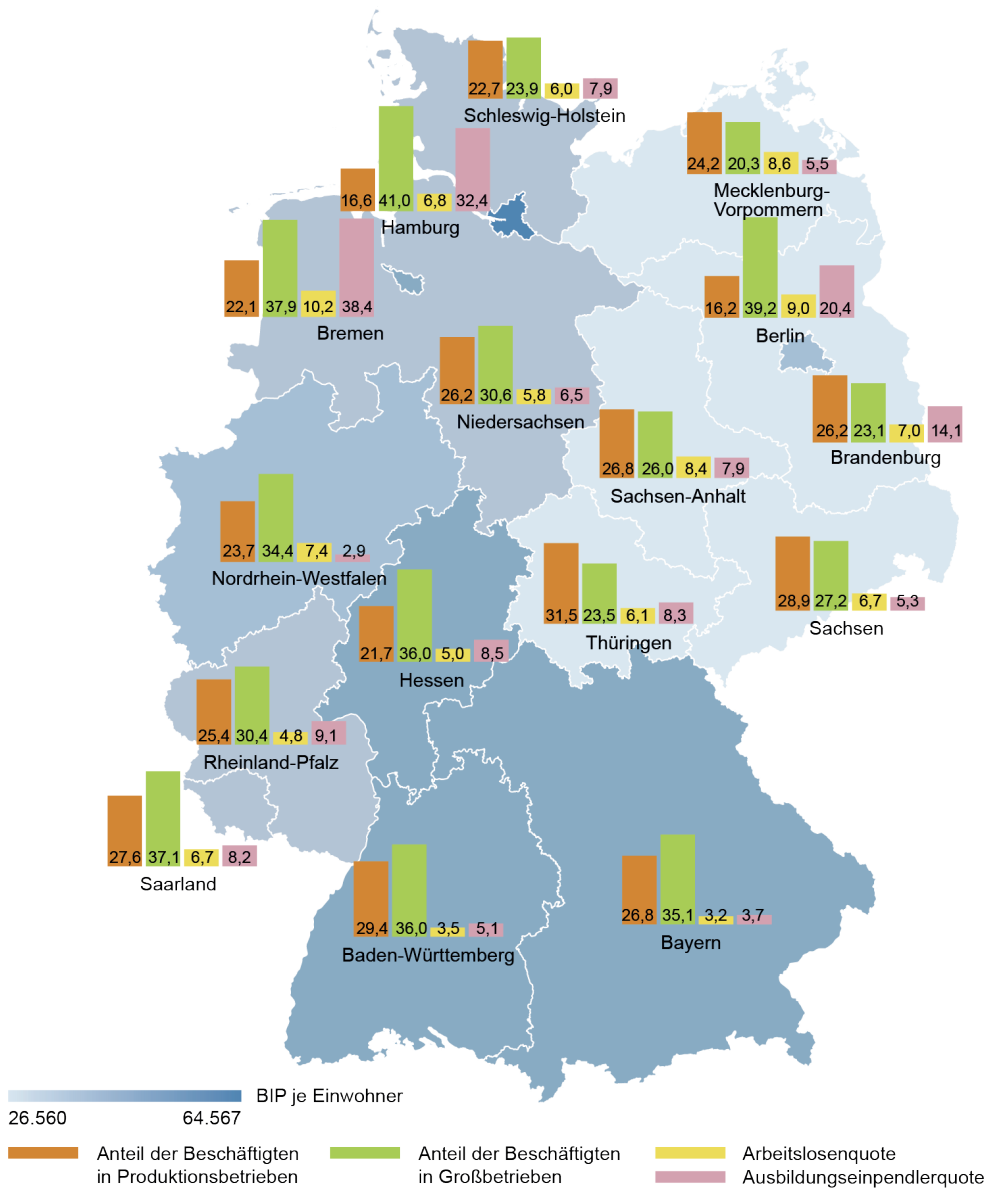 22,7 23,9 6,0 7,9
Schleswig-Holstein
24,2 20,3 8,6 5,5
Mecklenburg-
Vorpommern
16,6 41,0 6,8 32,4
Hamburg
22,1 37,9 10,2 38,4
Bremen
16,2 39,2 9,0 20,4
Berlin
26,2 30,6 5,8 6,5
Niedersachsen
26,2 23,1 7,0 14,1
Brandenburg
26,8 26,0 8,4 7,9
Sachsen-Anhalt
23,7 34,4 7,4 2,9
Nordrhein-Westfalen
31,5 23,5 6,1 8,3
Thüringen
28,9 27,2 6,7 5,3
Sachsen
21,7 36,0 5,0 8,5
Hessen
25,4 30,4 4,8 9,1
Rheinland-Pfalz
27,6 37,1 6,7 8,2
Saarland
29,4 36,0 3,5 5,1
Baden-Württemberg
26,8 35,1 3,2 3,7
Bayern
BIP je Einwohner
26.560 64.567
Anteil der Beschäftigten
in Produktionsbetrieben
Anteil der Beschäftigten
in Großbetrieben
Arbeitslosenquote
Ausbildungseinpendlerquote